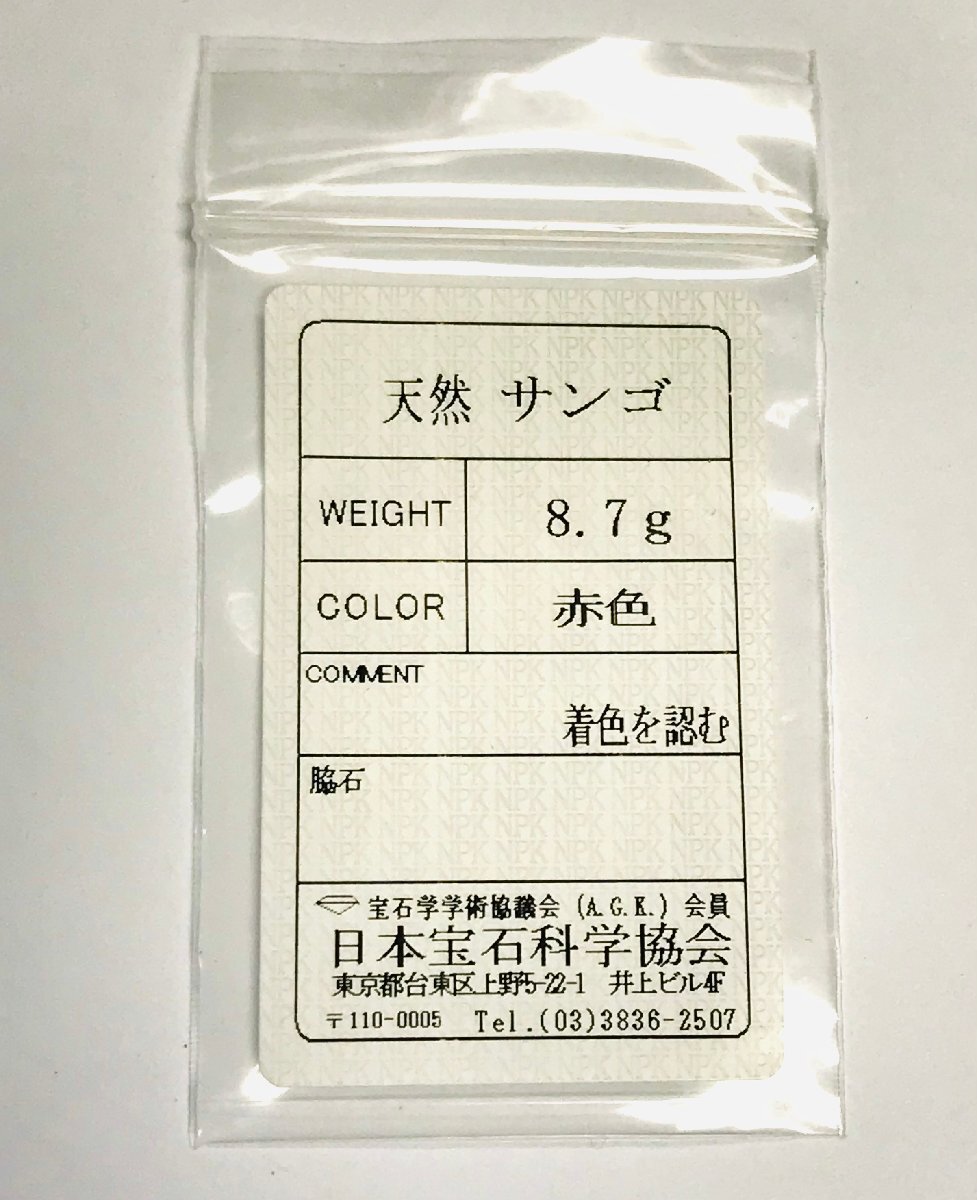 天然 サンゴ
WEIGHT 8.7g
COLOR 赤色
COMMENT
着色を認む
脇石
宝石学学術協議会 (A.G.K.) 会員
日本宝石科学協会
東京都台東区上野5-22-1 井上ビル4F
〒110-0005 Tel.(03)3836-2507